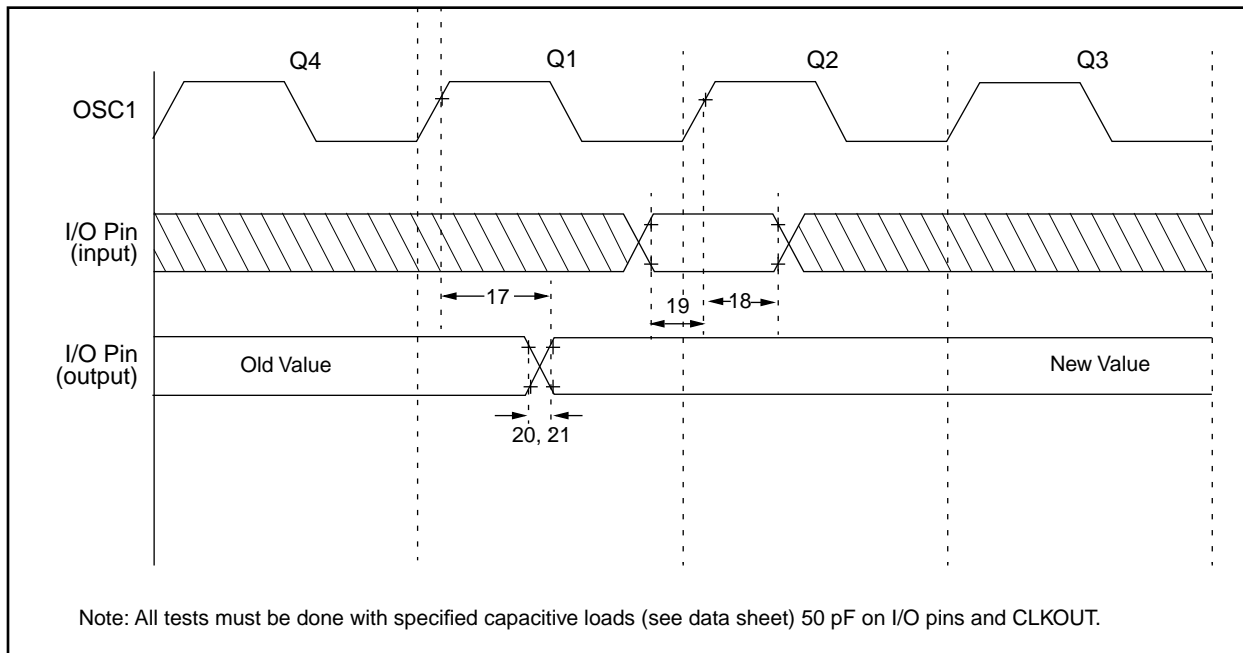 Q4 Q1 Q2 Q3
OSC1
I/O Pin
(input)
17 19 18
I/O Pin
(output)
Old Value New Value
20, 21
Note: All tests must be done with specified capacitive loads (see data sheet) 50 pF on I/O pins and CLKOUT.